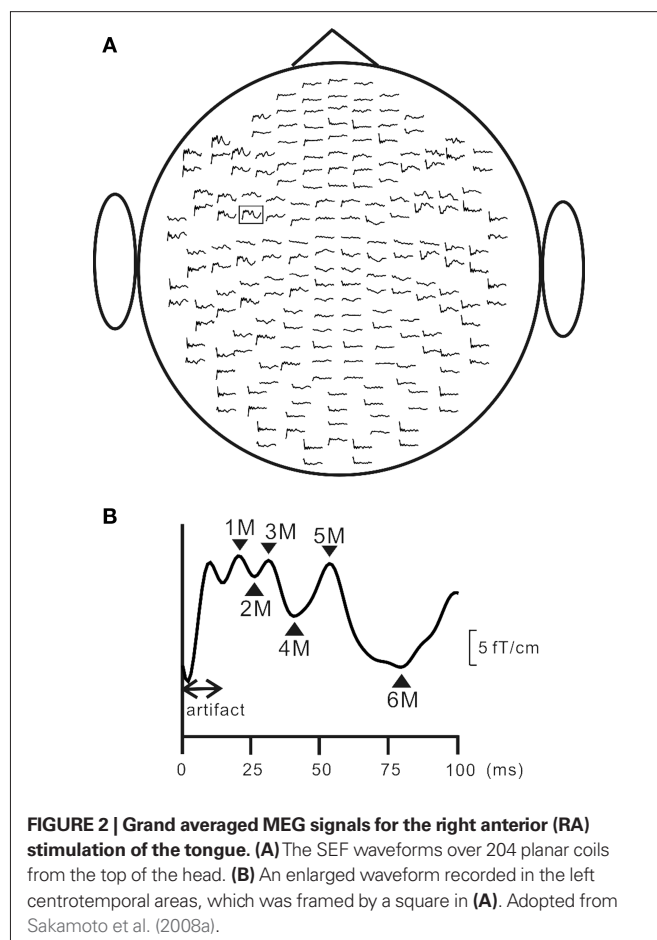 A
B
1M 3M 5M
2M
4M
6M
5 fT/cm
artifact
0 25 50 75 100 (ms)
FIGURE 2 | Grand averaged MEG signals for the right anterior (RA)
stimulation of the tongue. (A) The SEF waveforms over 204 planar coils
from the top of the head. (B) An enlarged waveform recorded in the left
centrotemporal areas, which was framed by a square in (A). Adopted from
Sakamoto et al. (2008a).